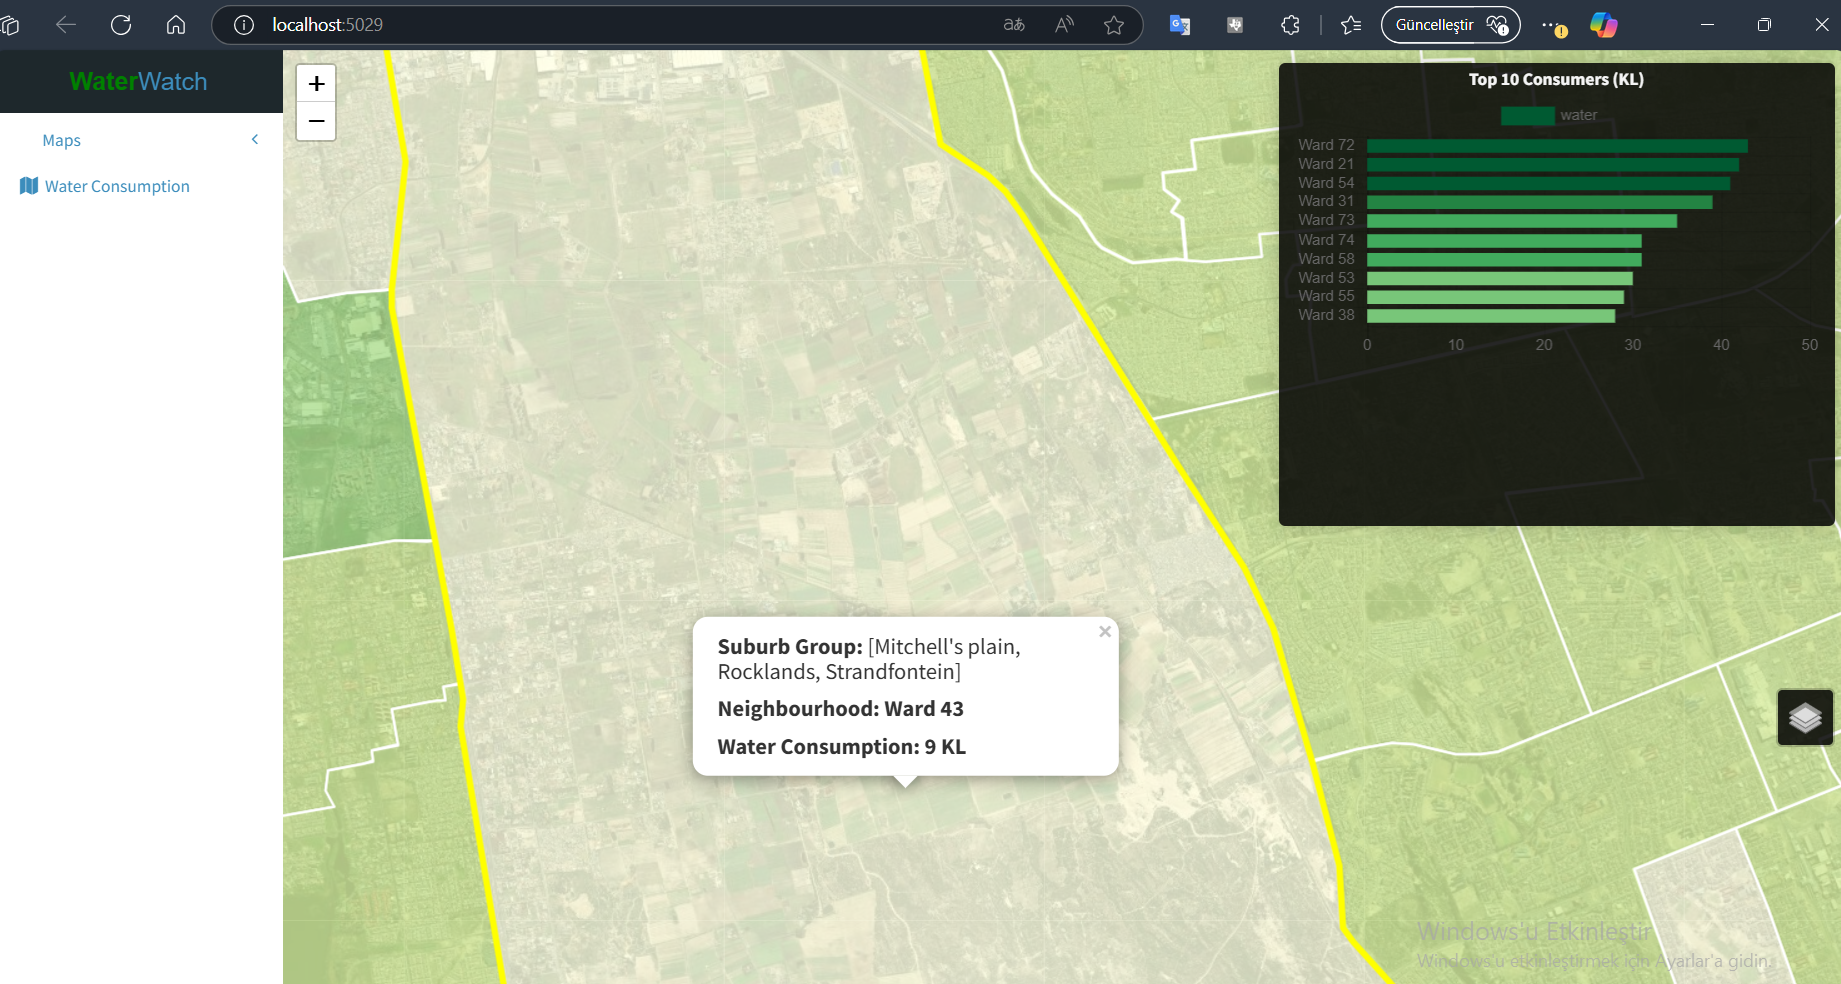 localhost:5029
aあ
A
Güncelleştir
WaterWatch
Maps
Water Consumption
+
−
Top 10 Consumers (KL)
water
Ward 72
Ward 21
Ward 54
Ward 31
Ward 73
Ward 74
Ward 58
Ward 53
Ward 55
Ward 38
0 10 20 30 40 50
×
Suburb Group: [Mitchell's plain,
Rocklands, Strandfontein]
Neighbourhood: Ward 43
Water Consumption: 9 KL
Windows'u Etkinleştir
Windows'u etkinleştirmek için Ayarlar'a gidin.